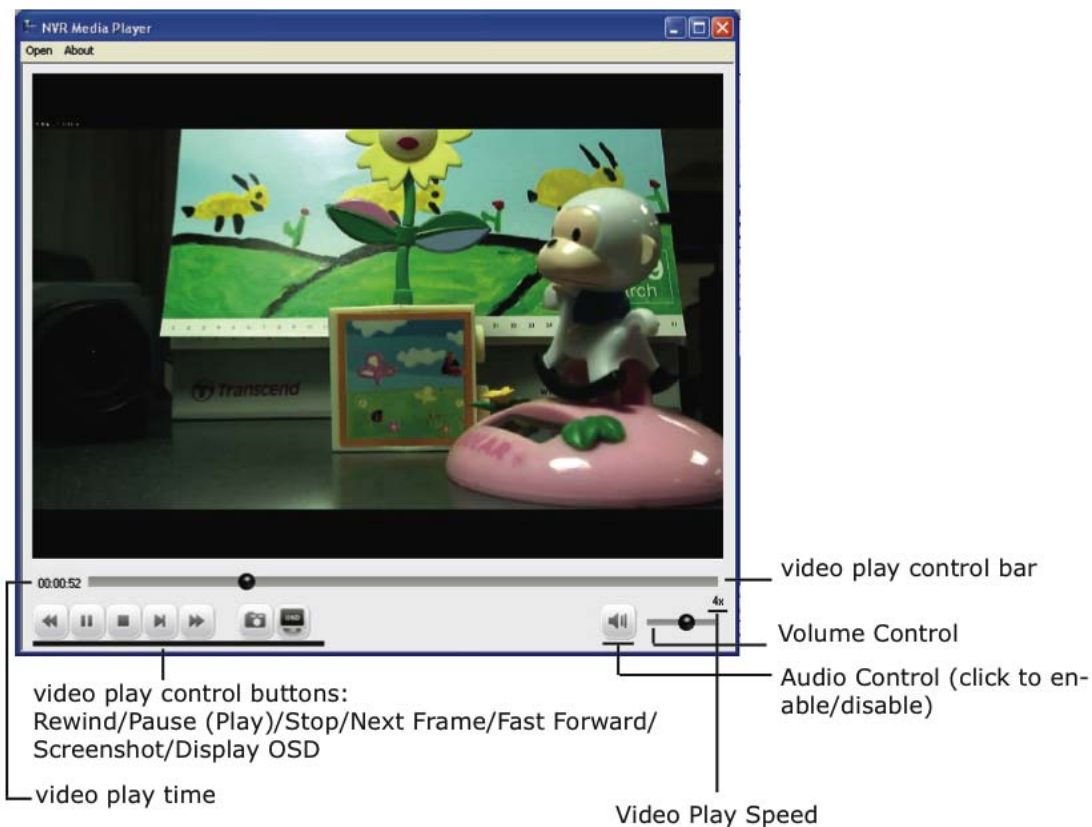 NVR Media Player
Open About
rch
Transcend
00:00:52
video play control bar
4x
OSD
Volume Control
Audio Control (click to en-
able/disable)
video play control buttons:
Rewind/Pause (Play)/Stop/Next Frame/Fast Forward/
Screenshot/Display OSD
video play time
Video Play Speed